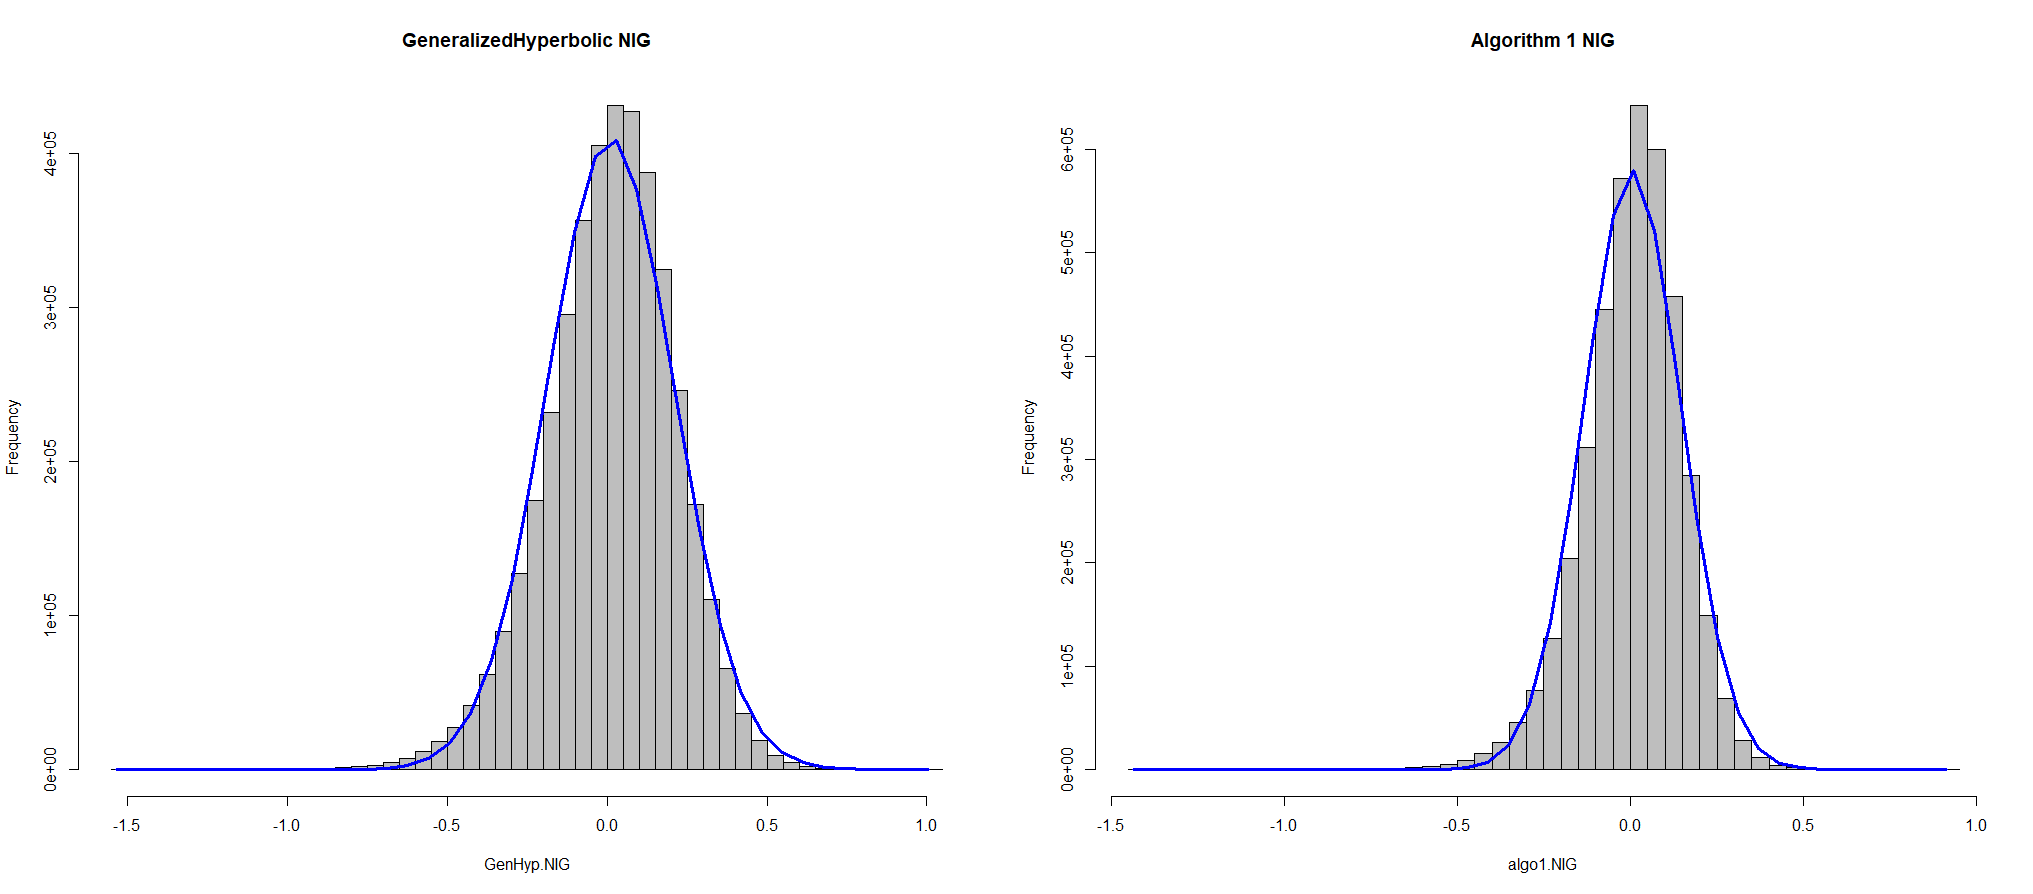 GeneralizedHyperbolic NIG
Frequency
4e+05
3e+05
2e+05
1e+05
0e+00
-1.5 -1.0 -0.5 0.0 0.5 1.0
GenHyp.NIG
Algorithm 1 NIG
Frequency
6e+05
5e+05
4e+05
3e+05
2e+05
1e+05
0e+00
-1.5 -1.0 -0.5 0.0 0.5 1.0
algo1.NIG